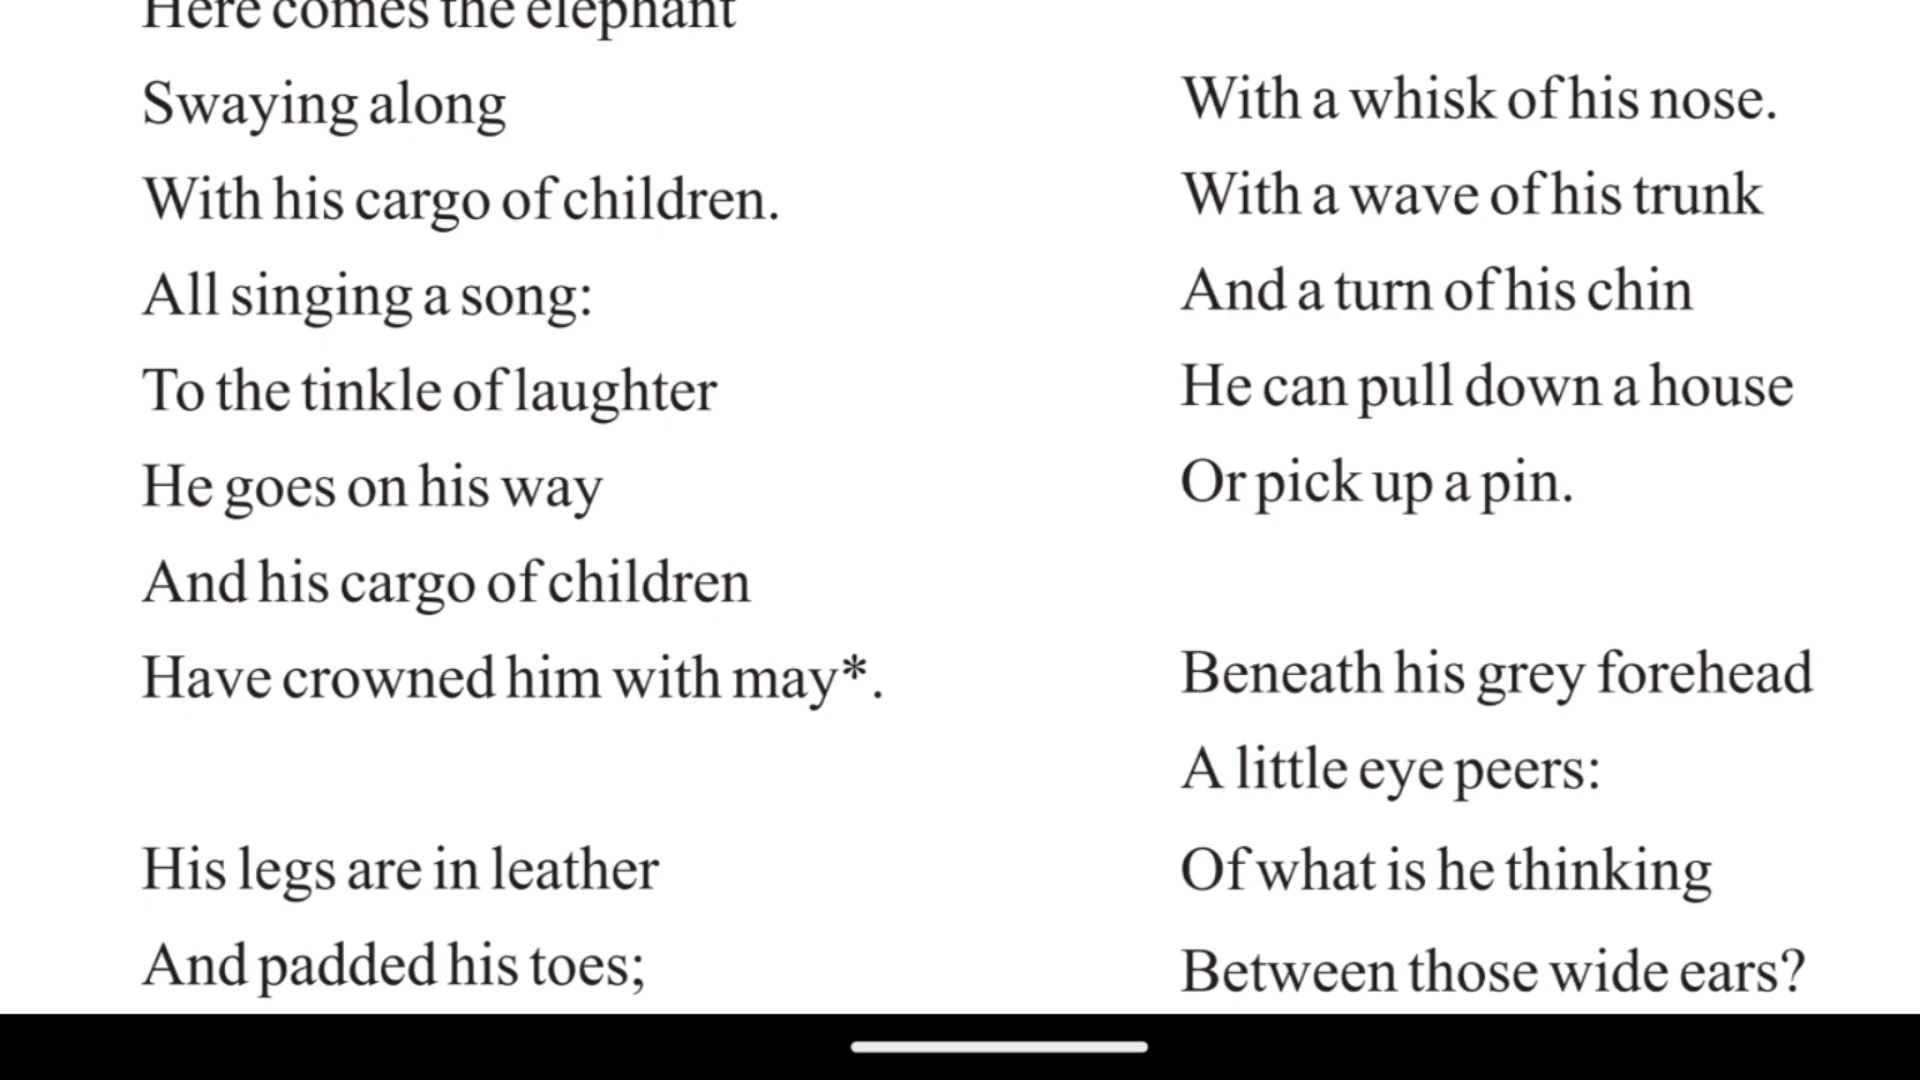 Here comes the elephant
Swaying along
With his cargo of children.
All singing a song:
To the tinkle of laughter
He goes on his way
And his cargo of children
Have crowned him with may*.
His legs are in leather
And padded his toes;
With a whisk of his nose.
With a wave of his trunk
And a turn of his chin
He can pull down a house
Or pick up a pin.
Beneath his grey forehead
A little eye peers:
Of what is he thinking
Between those wide ears?